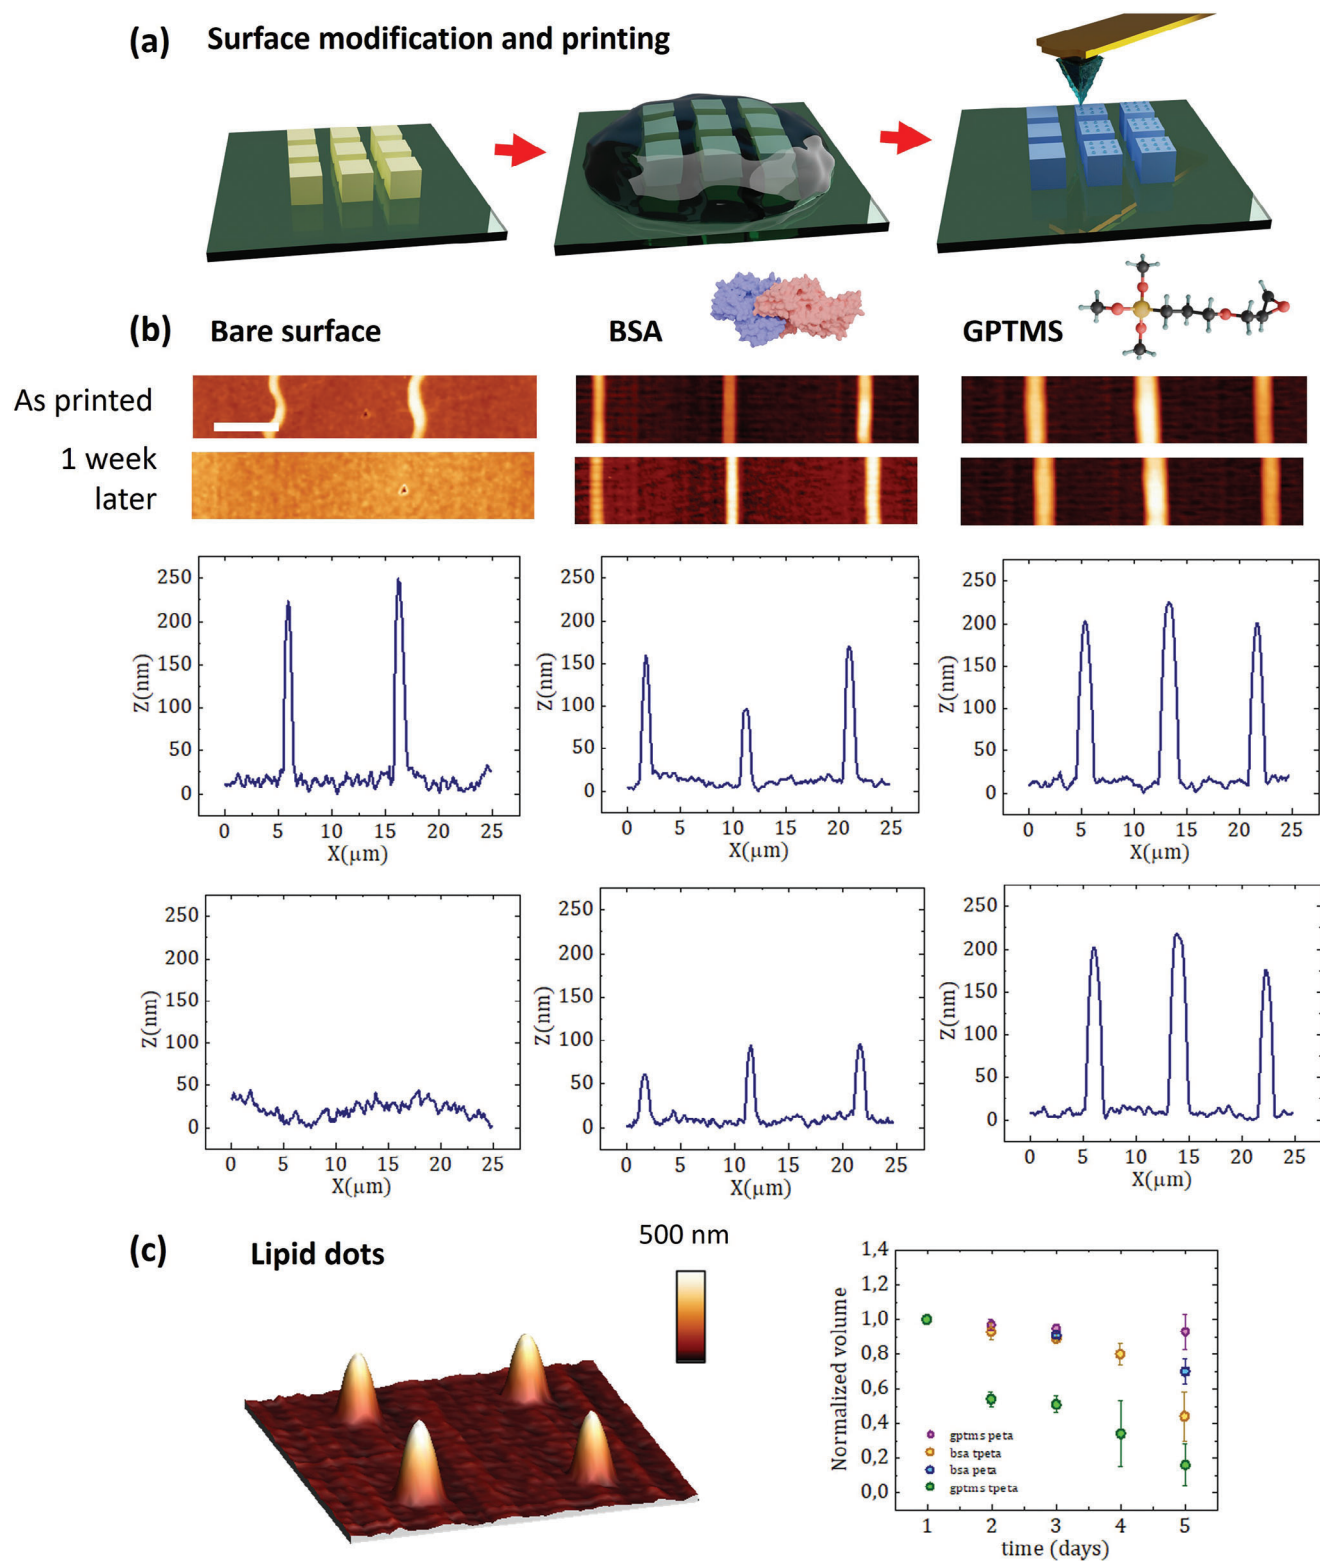 (a) Surface modification and printing
(b) Bare surface BSA GPTMS
As printed
1 week
later
250 250 250
200 200 200
150 150 150
100 100 100
50 50 50
0 0 0
Z(nm) Z(nm) Z(nm)
0 5 10 15 20 25 0 5 10 15 20 25 0 5 10 15 20 25
X(μm) X(μm) X(μm)
250 250 250
200 200 200
150 150 150
100 100 100
50 50 50
0 0 0
Z(nm) Z(nm) Z(nm)
0 5 10 15 20 25 0 5 10 15 20 25 0 5 10 15 20 25
X(μm) X(μm) X(μm)
(c) Lipid dots
500 nm
Normalized volume
1,4
1,2
1,0
0,8
0,6
0,4
0,2
0,0
gptms peta
bsa tpeta
bsa peta
gptms tpeta
1 2 3 4 5
time (days)